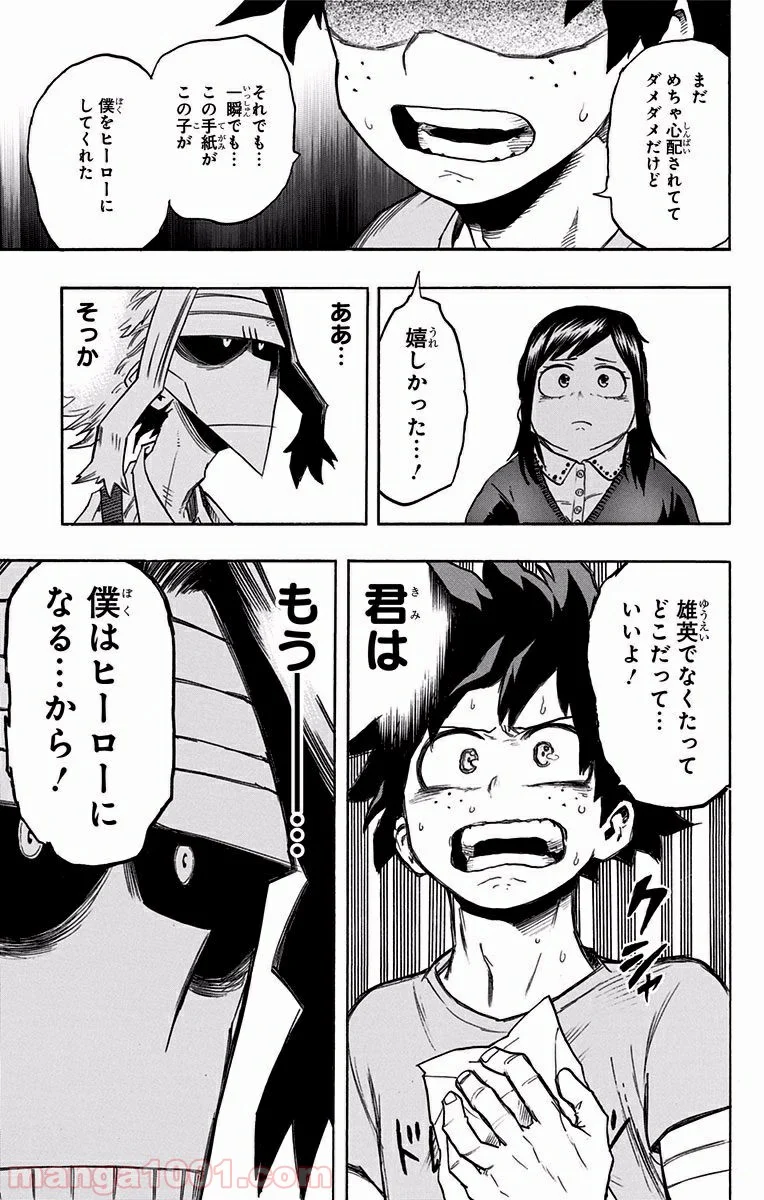 まだ
めちゃ心配されてて
ダメダメだけど
それでも…
一瞬でも…
この手紙が
この子が
僕をヒーローに
してくれた
嬉しかった…！
ああ…
そっか
雄英でなくたって
どこだって…
いいよ！
君は
クシャ
ド
もう――…。。。
僕はヒーローに
なる…から！
manga1001.com